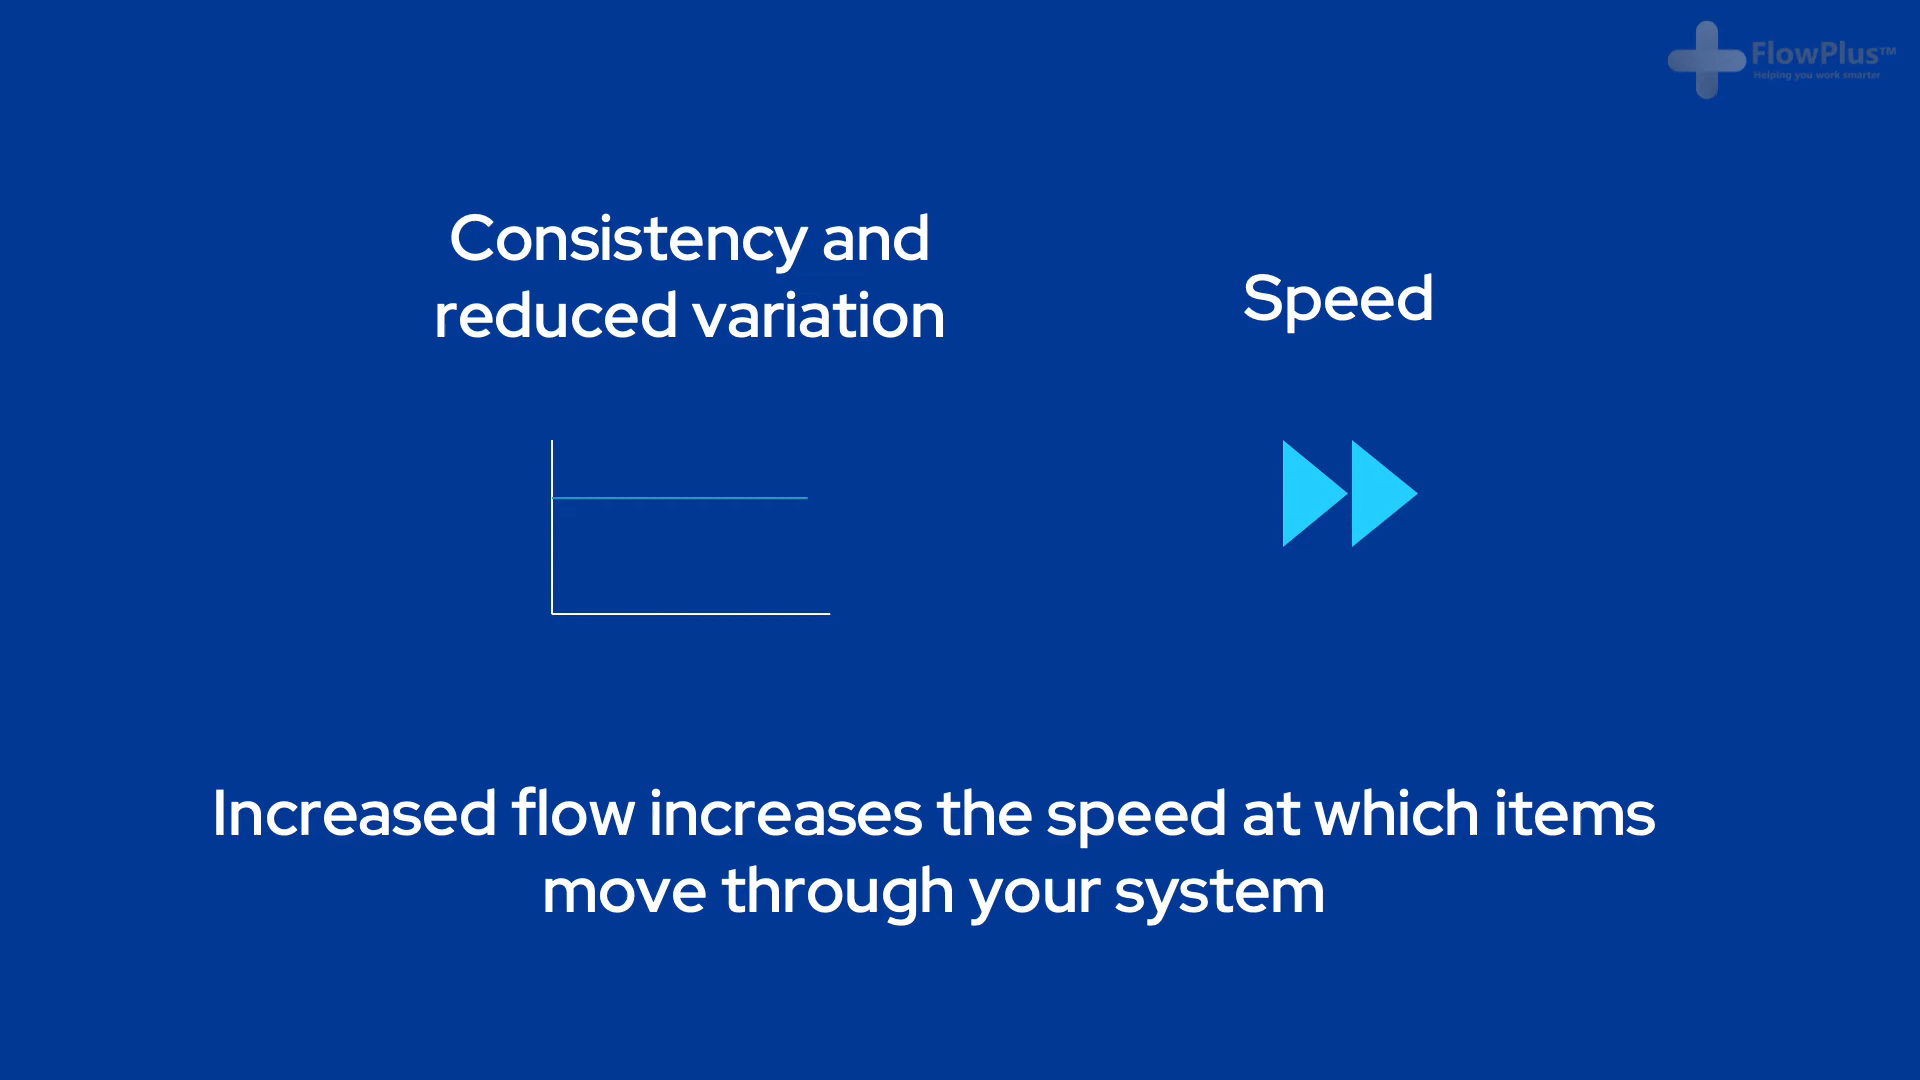 FlowPlus™
Helping you work smarter
Consistency and
reduced variation
Speed
Increased flow increases the speed at which items
move through your system